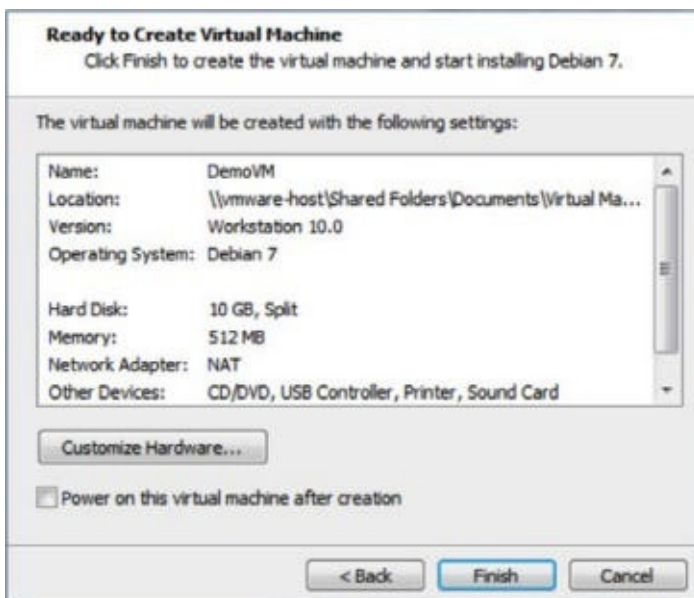 Ready to Create Virtual Machine
Click Finish to create the virtual machine and start installing Debian 7.
The virtual machine will be created with the following settings:
Name: DemoVM
Location: \\vmware-host\Shared Folders\Documents\Virtual Ma...
Version: Workstation 10.0
Operating System: Debian 7
Hard Disk: 10 GB, Split
Memory: 512 MB
Network Adapter: NAT
Other Devices: CD/DVD, USB Controller, Printer, Sound Card
Customize Hardware...
Power on this virtual machine after creation
< Back Finish Cancel